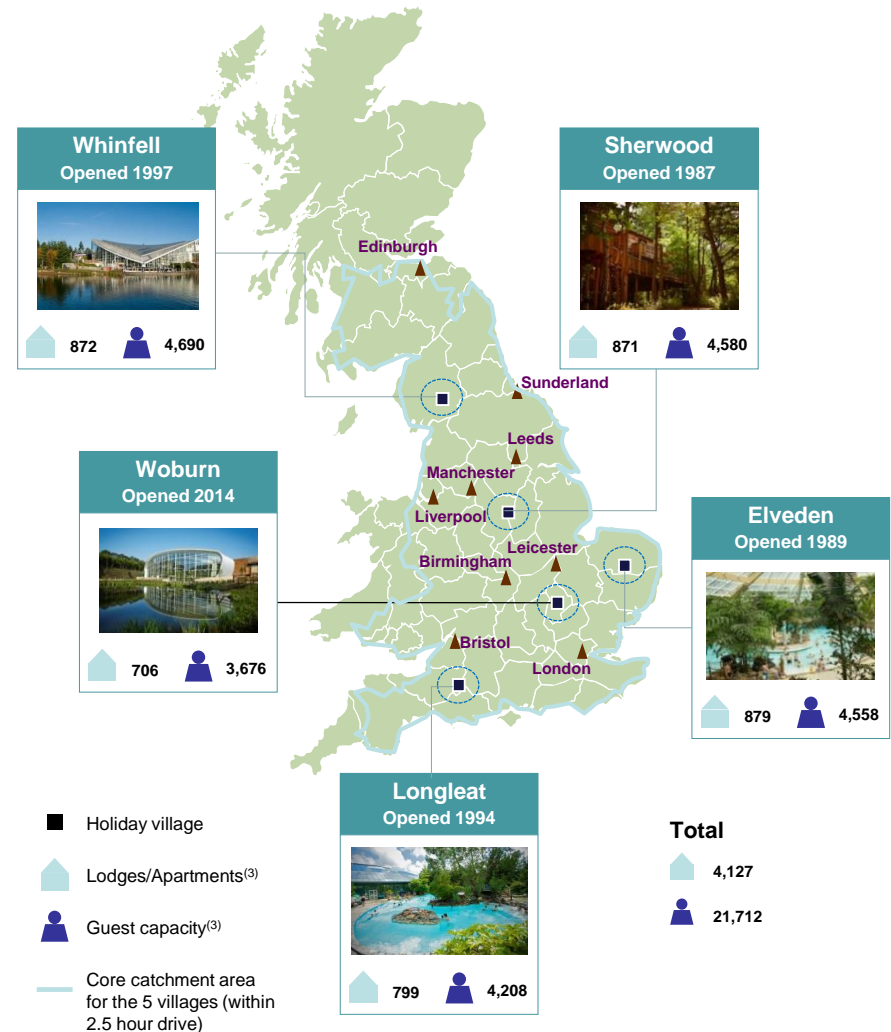 Whinfell
Opened 1997
872
4,690
Sherwood
Opened 1987
871
4,580
Edinburgh
Sunderland
Leeds
Manchester
Liverpool
Leicester
Birmingham
Bristol
London
Woburn
Opened 2014
706
3,676
Elveden
Opened 1989
879
4,558
Longleat
Opened 1994
799
4,208
Holiday village
Lodges/Apartments(3)
Guest capacity(3)
Core catchment area
for the 5 villages (within
2.5 hour drive)
Total
4,127
21,712